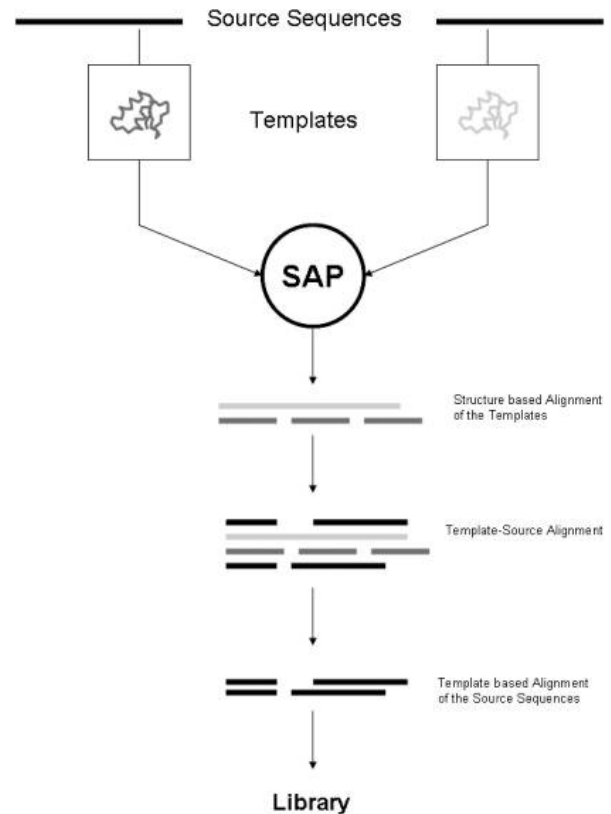 Source Sequences
Templates
SAP
Structure based Alignment
of the Templates
Template-Source Alignment
Template based Alignment
of the Source Sequences
Library